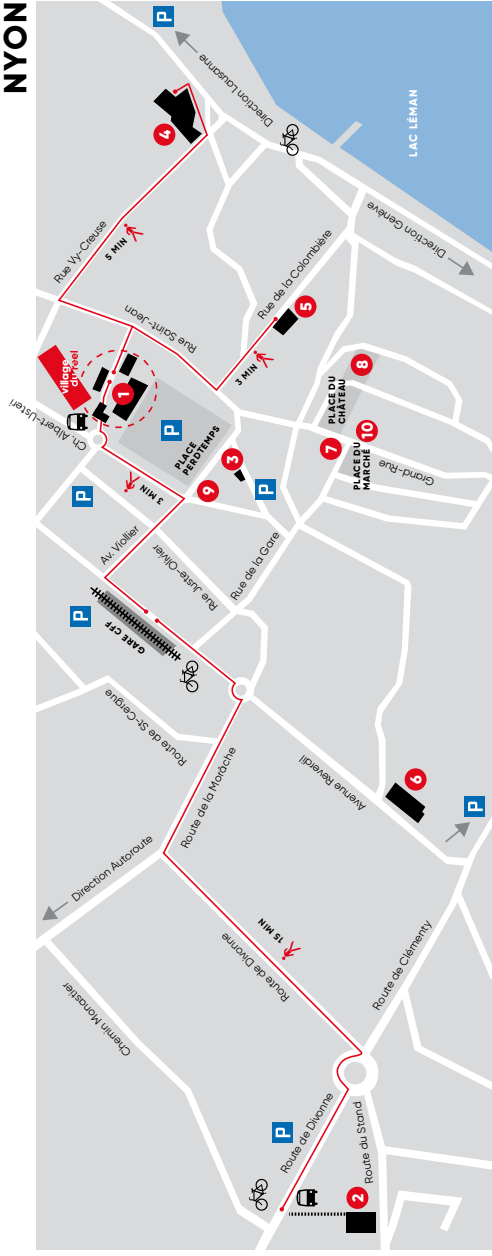 NYON
P
Direction Lausanne
LAC LÉMAN
4
Rue Vy-Creuse
5 MIN
Direction Genève
Rue de la Colombière
Rue Saint-Jean
5
3 MIN
Village
du réel
1
Ch. Albert-Usteri
P
PLACE
PERDTEMPS
8
PLACE DU
CHÂTEAU
7
10
PLACE DU
MARCHÉ
Grand-Rue
3
P
9
P
3 MIN
Av. Viollier
Rue Juste-Olivier
Rue de la Gare
P
GARE CFF
Route de St-Cergue
Route de la Morâche
Avenue Reverdil
6
P
Direction Autoroute
15 MIN
Route de Divonne
Route de Clémenty
Chemin Monastier
P
Route de Divonne
Route du Stand
2